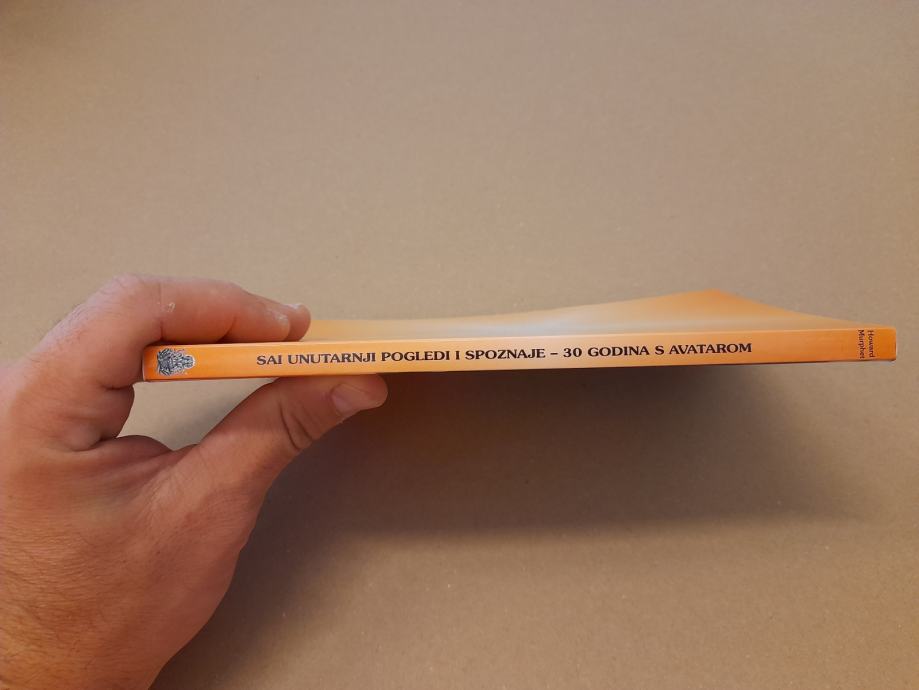 SAI UNUTARNJI POGLEDI I SPOZNAJE – 30 GODINA S AVATAROM
Howard
Murphet